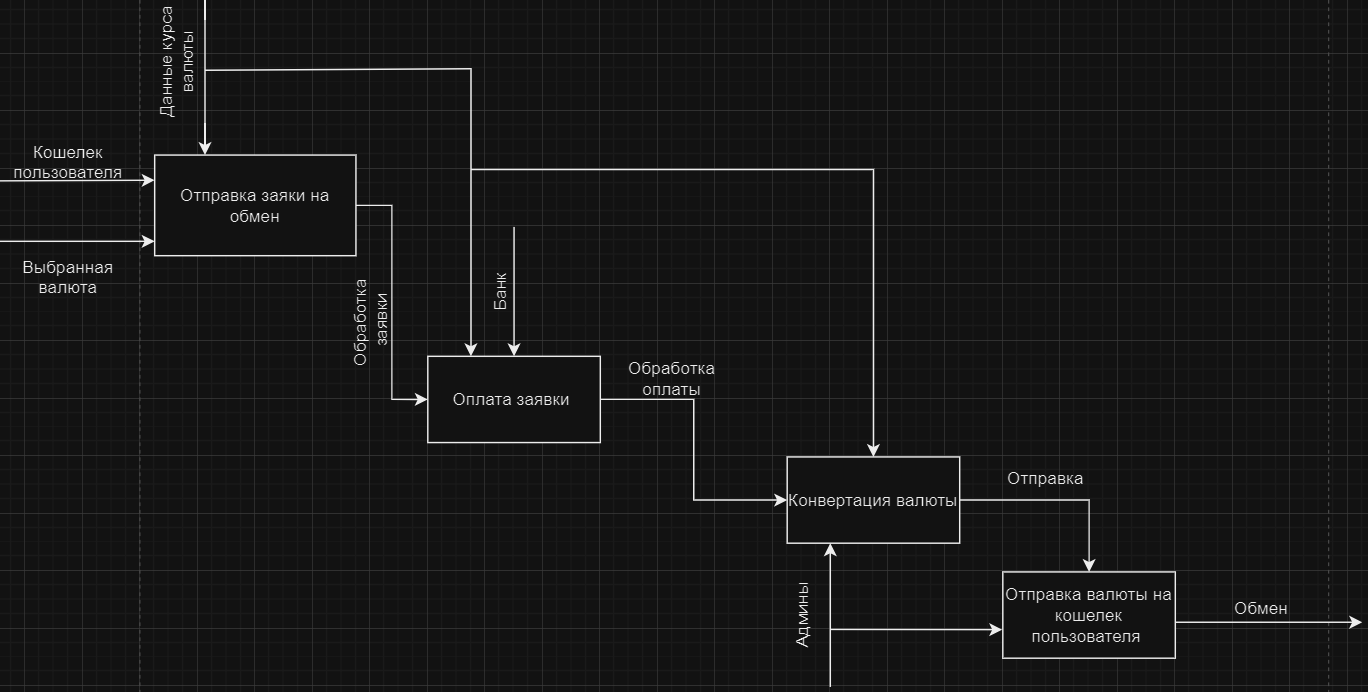 Данные курса
валюты
Кошелек
пользователя
Отправка заяки на
обмен
Выбранная
валюта
Обработка
заявки
Банк
Оплата заявки
Обработка
оплаты
Конвертация валюты
Отправка
Админы
Отправка валюты на
кошелек
пользователя
Обмен